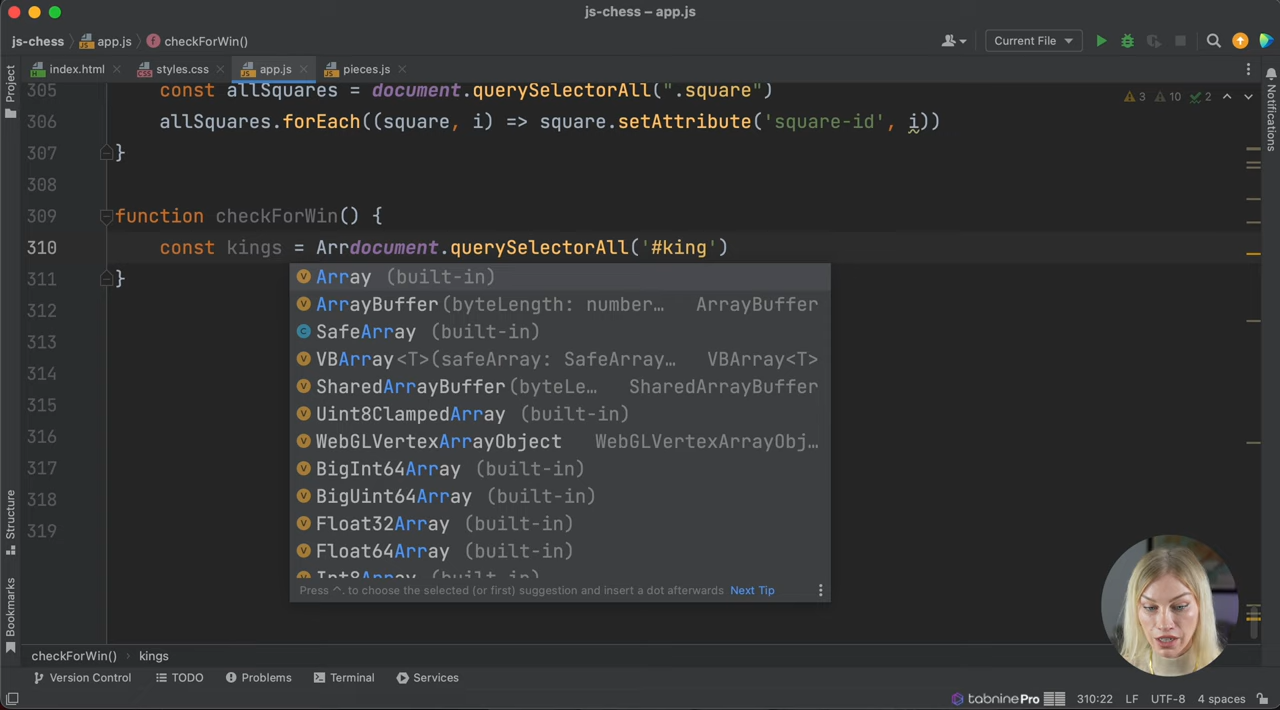 js-chess – app.js
js-chess
app.js
checkForWin()
Current File
index.html
styles.css
app.js
pieces.js
Project
Notifications
3
10
2
305 const allSquares = document.querySelectorAll(".square")
306 allSquares.forEach((square, i) => square.setAttribute('square-id', i))
307 }
308
309 function checkForWin() {
310 const kings = Arrdocument.querySelectorAll('#king')
311 }
312
313
314
315
316
317
318
319
Array (built-in)
ArrayBuffer(byteLength: number… ArrayBuffer
SafeArray (built-in)
VBArray<T>(safeArray: SafeArray… VBArray<T>
SharedArrayBuffer(byteLe… SharedArrayBuffer
Uint8ClampedArray (built-in)
WebGLVertexArrayObject WebGLVertexArrayObj…
BigInt64Array (built-in)
BigUint64Array (built-in)
Float32Array (built-in)
Float64Array (built-in)
Int8Array (built-in)
Press ^. to choose the selected (or first) suggestion and insert a dot afterwards Next Tip
Structure
Bookmarks
checkForWin()
kings
Version Control
TODO
Problems
Terminal
Services
tabninePro
310:22
LF
UTF-8
4 spaces